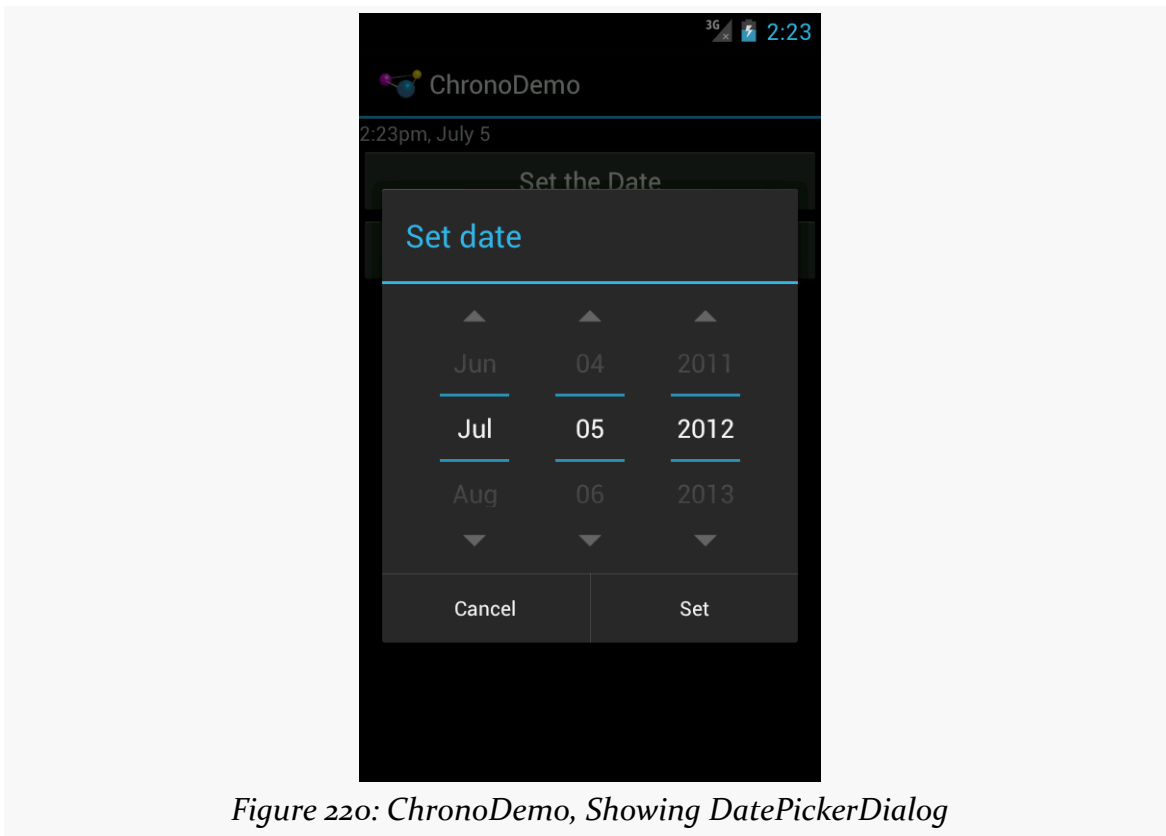 3G 2:23
ChronoDemo
2:23pm, July 5
Set the Date
Set date
Jun 04 2011
Jul 05 2012
Aug 06 2013
Cancel Set
Figure 220: ChronoDemo, Showing DatePickerDialog